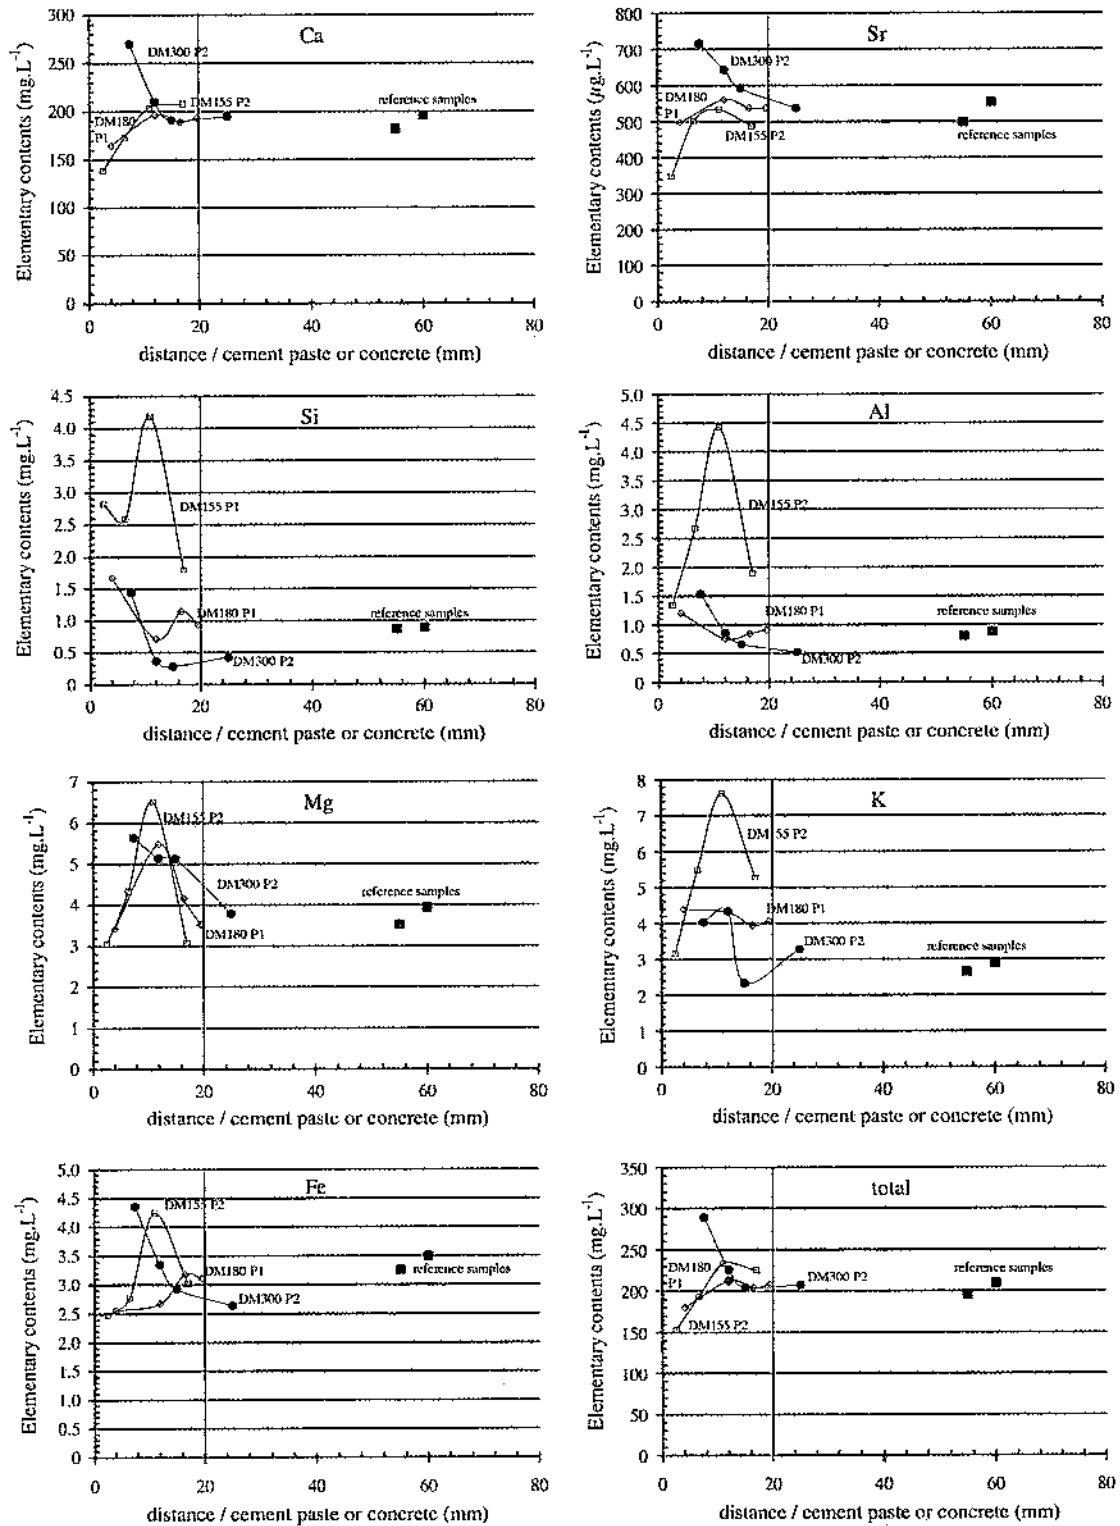 Elementary contents (mg.L-1)
300
250
200
150
100
50
0
Ca
DM300 P2
DM155 P2
DM180
P1
reference samples
0 20 40 60 80
distance / cement paste or concrete (mm)
Elementary contents (µg.L-1)
800
700
600
500
400
300
200
100
0
Sr
DM300 P2
DM180
P1
DM155 P2
reference samples
0 20 40 60 80
distance / cement paste or concrete (mm)
Elementary contents (mg.L-1)
4.5
4.0
3.5
3.0
2.5
2.0
1.5
1.0
0.5
0
Si
DM155 P1
DM180 P1
DM300 P2
reference samples
0 20 40 60 80
distance / cement paste or concrete (mm)
Elementary contents (mg.L-1)
5.0
4.5
4.0
3.5
3.0
2.5
2.0
1.5
1.0
0.5
0
Al
DM155 P2
DM180 P1
DM300 P2
reference samples
0 20 40 60 80
distance / cement paste or concrete (mm)
Elementary contents (mg.L-1)
7
6
5
4
3
2
1
0
Mg
DM155 P2
DM300 P2
DM180 P1
reference samples
0 20 40 60 80
distance / cement paste or concrete (mm)
Elementary contents (mg.L-1)
8
7
6
5
4
3
2
1
0
K
DM155 P2
DM180 P1
DM300 P2
reference samples
0 20 40 60 80
distance / cement paste or concrete (mm)
Elementary contents (mg.L-1)
5.0
4.5
4.0
3.5
3.0
2.5
2.0
1.5
1.0
0.5
0.0
Fe
DM155 P2
DM180 P1
DM300 P2
reference samples
0 20 40 60 80
distance / cement paste or concrete (mm)
Elementary contents (mg.L-1)
350
300
250
200
150
100
50
0
total
DM180
P1
DM300 P2
DM155 P2
reference samples
0 20 40 60 80
distance / cement paste or concrete (mm)